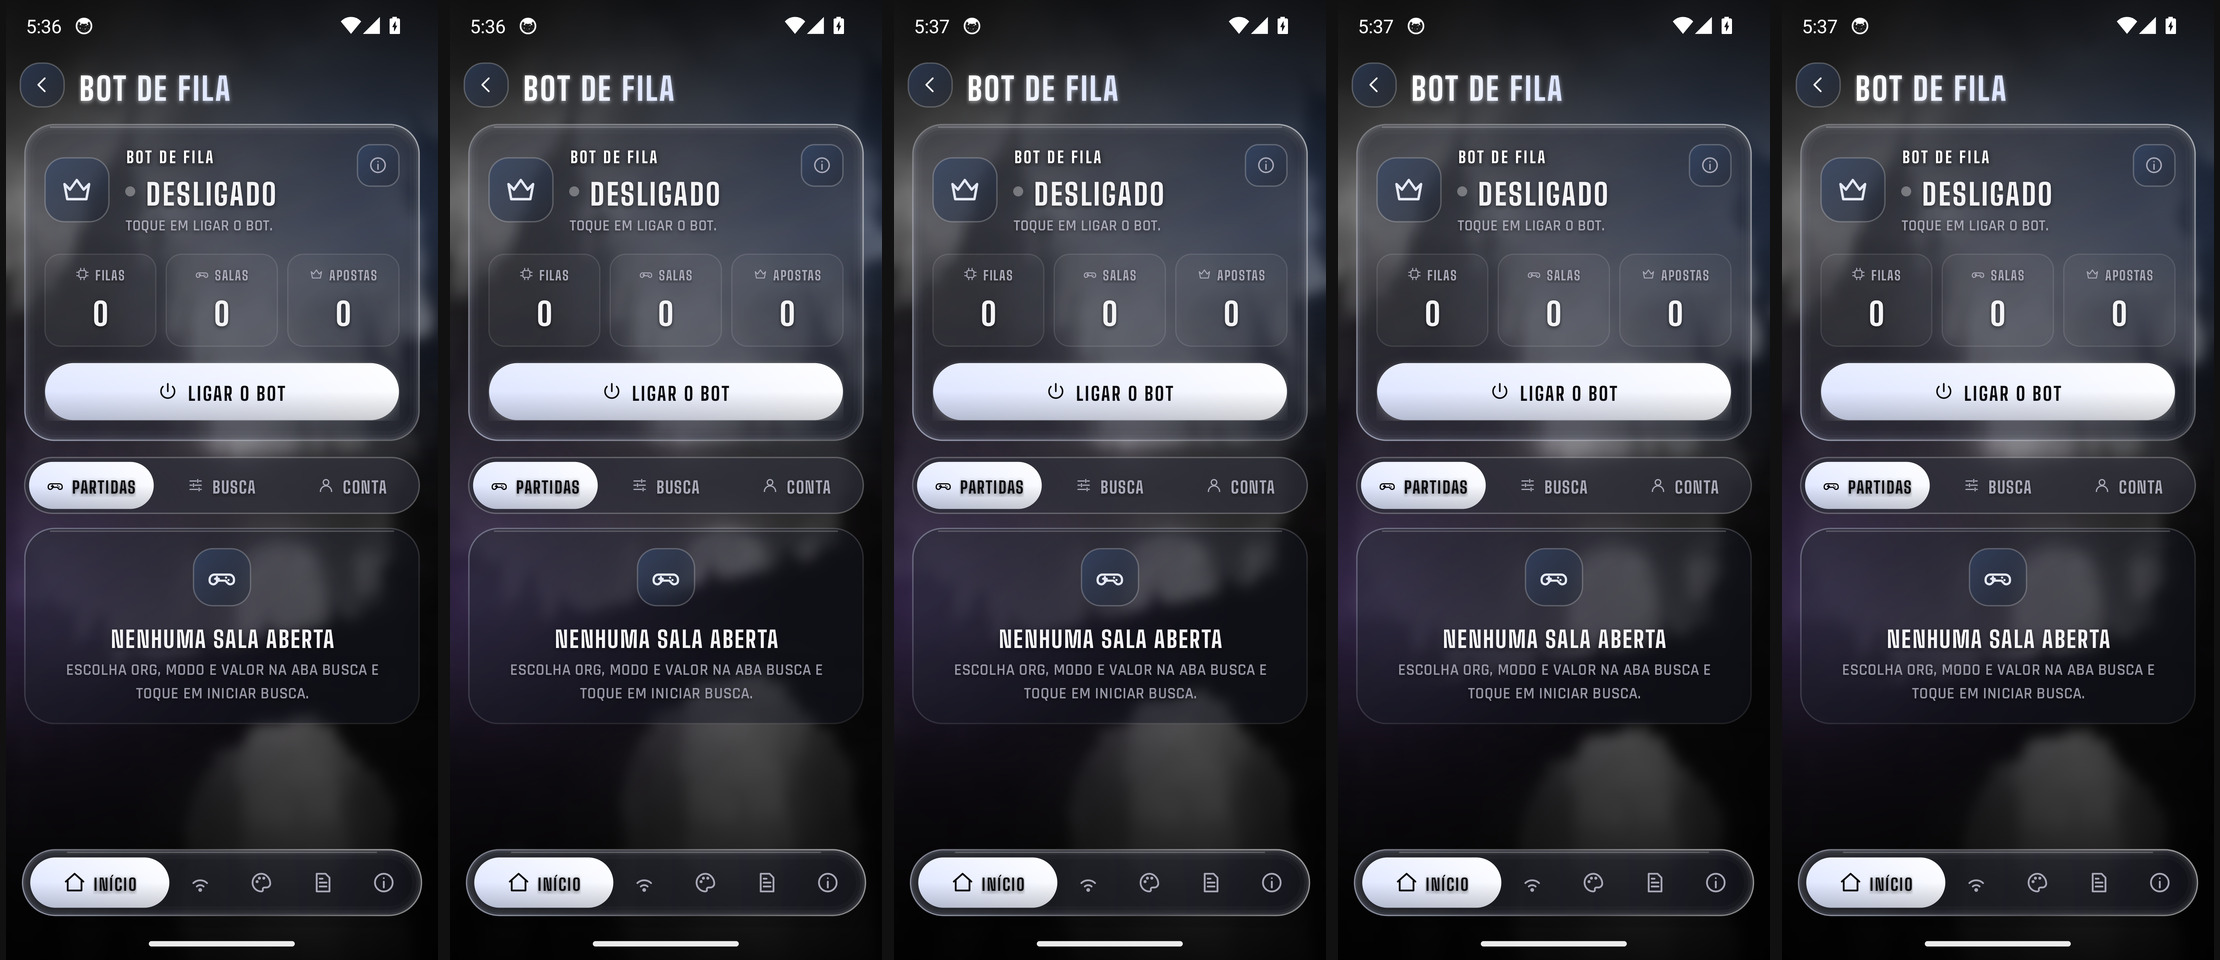 5:36
BOT DE FILA
BOT DE FILA
DESLIGADO
TOQUE EM LIGAR O BOT.
FILAS SALAS APOSTAS
0 0 0
LIGAR O BOT
PARTIDAS BUSCA CONTA
NENHUMA SALA ABERTA
ESCOLHA ORG, MODO E VALOR NA ABA BUSCA E
TOQUE EM INICIAR BUSCA.
INÍCIO
5:36
BOT DE FILA
BOT DE FILA
DESLIGADO
TOQUE EM LIGAR O BOT.
FILAS SALAS APOSTAS
0 0 0
LIGAR O BOT
PARTIDAS BUSCA CONTA
NENHUMA SALA ABERTA
ESCOLHA ORG, MODO E VALOR NA ABA BUSCA E
TOQUE EM INICIAR BUSCA.
INÍCIO
5:37
BOT DE FILA
BOT DE FILA
DESLIGADO
TOQUE EM LIGAR O BOT.
FILAS SALAS APOSTAS
0 0 0
LIGAR O BOT
PARTIDAS BUSCA CONTA
NENHUMA SALA ABERTA
ESCOLHA ORG, MODO E VALOR NA ABA BUSCA E
TOQUE EM INICIAR BUSCA.
INÍCIO
5:37
BOT DE FILA
BOT DE FILA
DESLIGADO
TOQUE EM LIGAR O BOT.
FILAS SALAS APOSTAS
0 0 0
LIGAR O BOT
PARTIDAS BUSCA CONTA
NENHUMA SALA ABERTA
ESCOLHA ORG, MODO E VALOR NA ABA BUSCA E
TOQUE EM INICIAR BUSCA.
INÍCIO
5:37
BOT DE FILA
BOT DE FILA
DESLIGADO
TOQUE EM LIGAR O BOT.
FILAS SALAS APOSTAS
0 0 0
LIGAR O BOT
PARTIDAS BUSCA CONTA
NENHUMA SALA ABERTA
ESCOLHA ORG, MODO E VALOR NA ABA BUSCA E
TOQUE EM INICIAR BUSCA.
INÍCIO